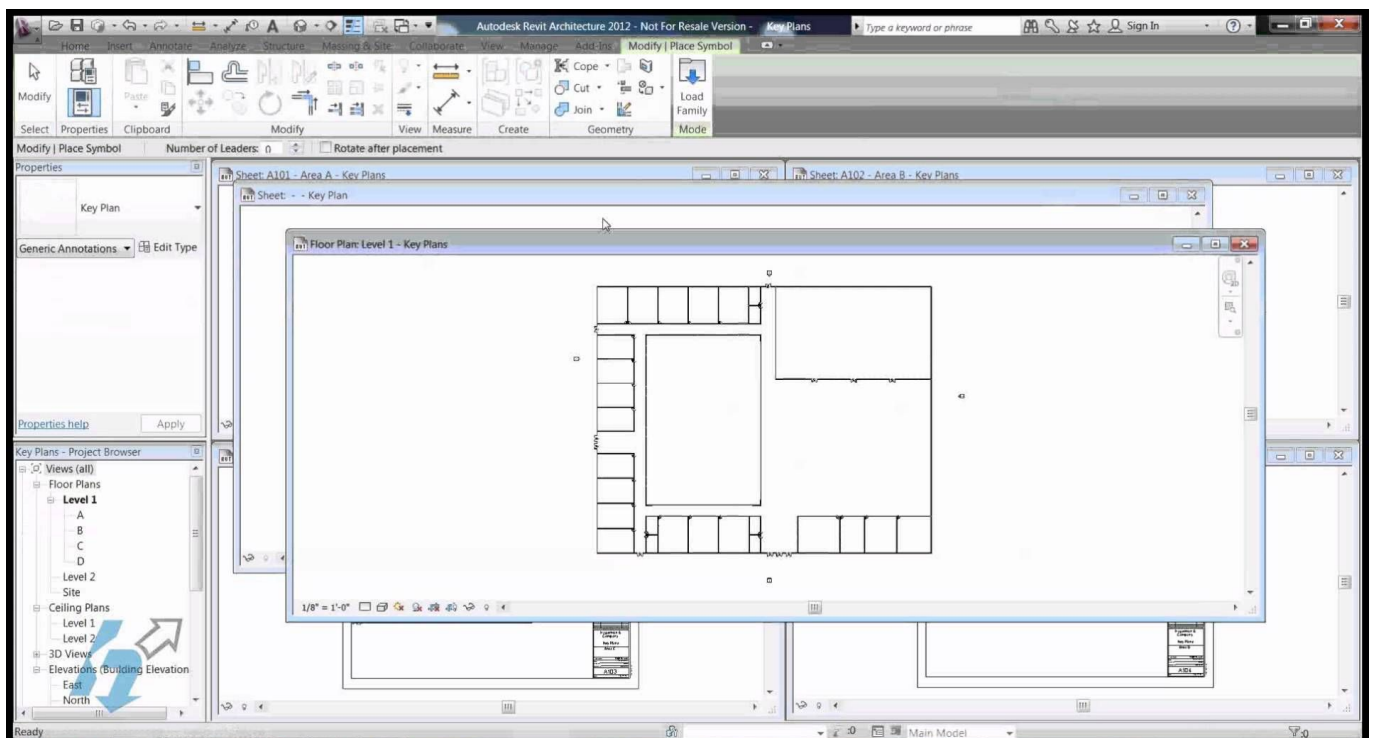 Autodesk Revit Architecture 2012 - Not For Resale Version - Key Plans
Type a keyword or phrase
Sign In
Home Insert Annotate Analyze Structure Massing & Site Collaborate View Manage Add-Ins Modify | Place Symbol
Modify
Paste
Cope
Cut
Join
Load
Family
Select Properties Clipboard Modify View Measure Create Geometry Mode
Modify | Place Symbol Number of Leaders: 0 Rotate after placement
Properties
Key Plan
Generic Annotations Edit Type
Properties help Apply
Sheet: A101 - Area A - Key Plans
Sheet: A102 - Area B - Key Plans
Sheet: - - Key Plan
Floor Plan: Level 1 - Key Plans
1/8" = 1'-0"
Key Plans - Project Browser
Views (all)
Floor Plans
Level 1
A
B
C
D
Level 2
Site
Ceiling Plans
Level 1
Level 2
3D Views
Elevations (Building Elevation
East
North
A103
A104
Ready
:0
Main Model
:0